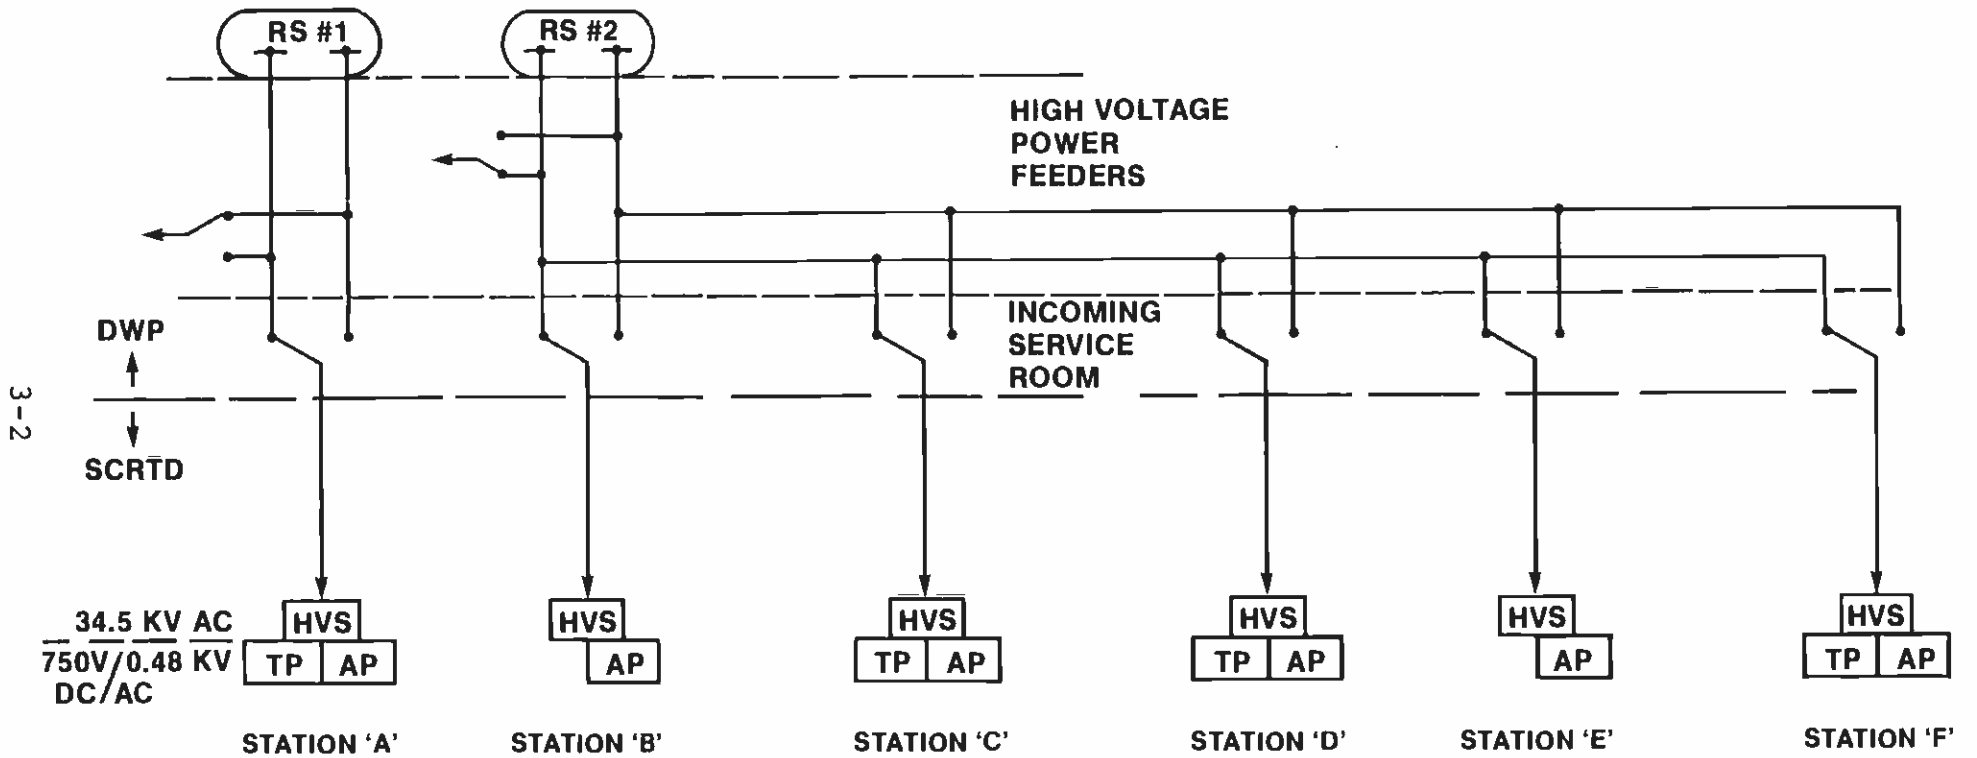 RS #1
RS #2
HIGH VOLTAGE
POWER
FEEDERS
INCOMING
SERVICE
ROOM
DWP
SCRTD
3-2
34.5 KV AC
750V/0.48 KV
DC/AC
HVS
TP AP
HVS
AP
HVS
TP AP
HVS
TP AP
HVS
AP
HVS
TP AP
STATION 'A'
STATION 'B'
STATION 'C'
STATION 'D'
STATION 'E'
STATION 'F'